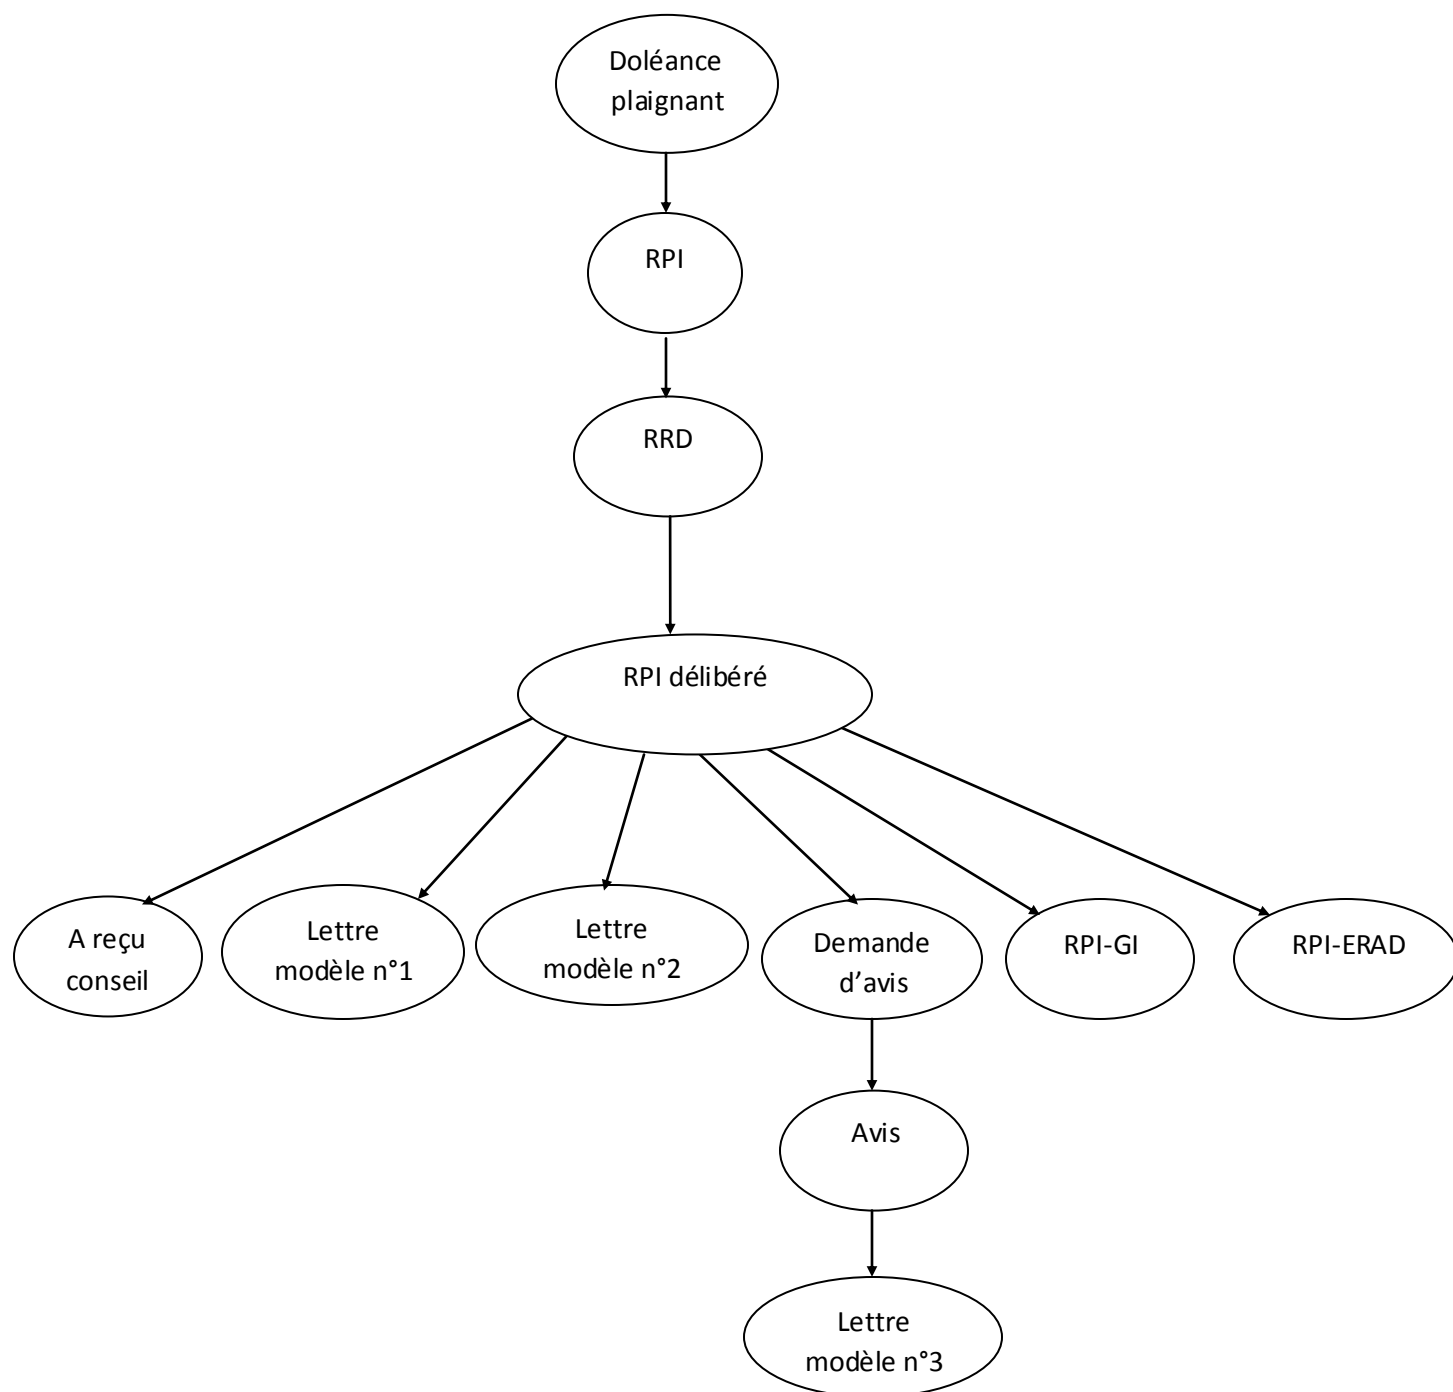 Doléance
plaignant
RPI
RRD
RPI délibéré
A reçu
conseil
Lettre
modèle n°1
Lettre
modèle n°2
Demande
d’avis
RPI-GI
RPI-ERAD
Avis
Lettre
modèle n°3